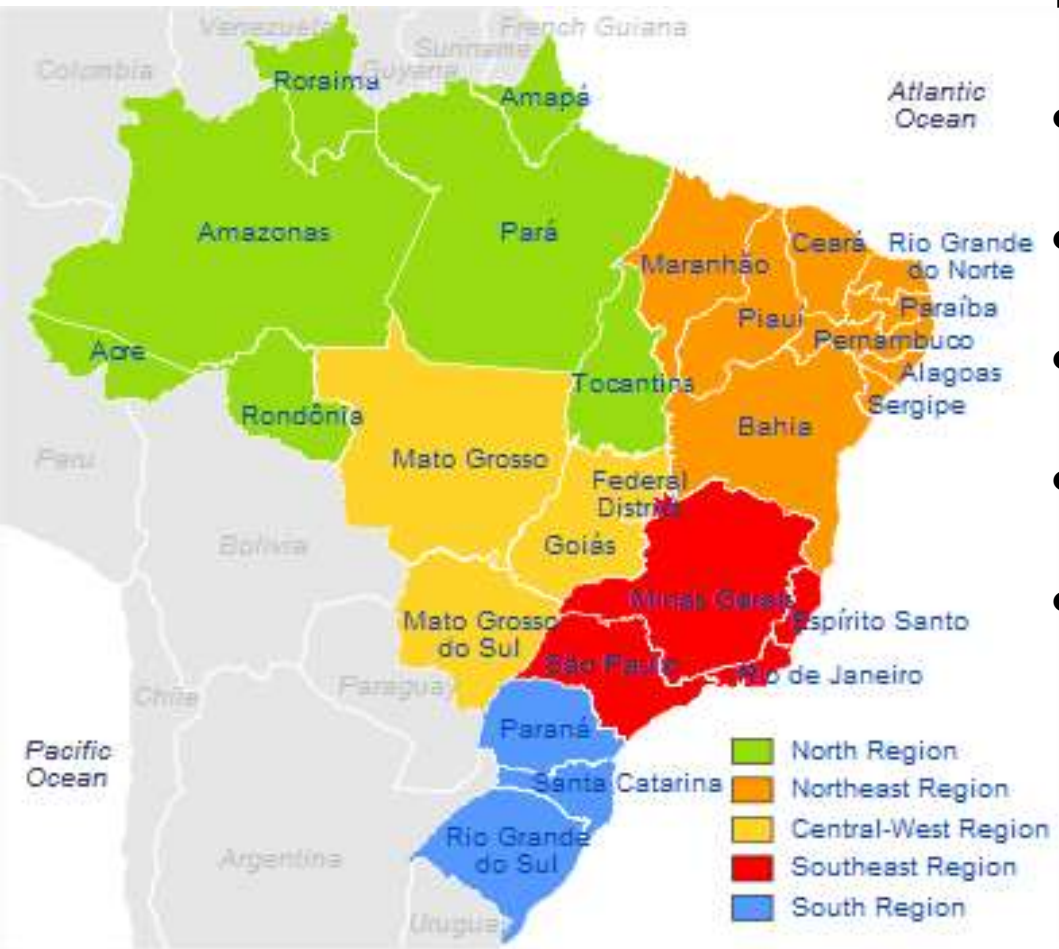 Venezuela
French Guiana
Suriname
Guyana
Colombia
Roraima
Amapá
Atlantic
Ocean
Amazonas
Pará
Maranhão
Ceará
Rio Grande
do Norte
Paraíba
Piauí
Pernambuco
Acre
Alagoas
Tocantins
Sergipe
Rondônia
Bahia
Peru
Mato Grosso
Federal
District
Bolivia
Goiás
Minas Gerais
Mato Grosso
do Sul
Espírito Santo
São Paulo
Rio de Janeiro
Chile
Paraguay
Paraná
Pacific
Ocean
Santa Catarina
Rio Grande
do Sul
Argentina
Uruguay
North Region
Northeast Region
Central-West Region
Southeast Region
South Region